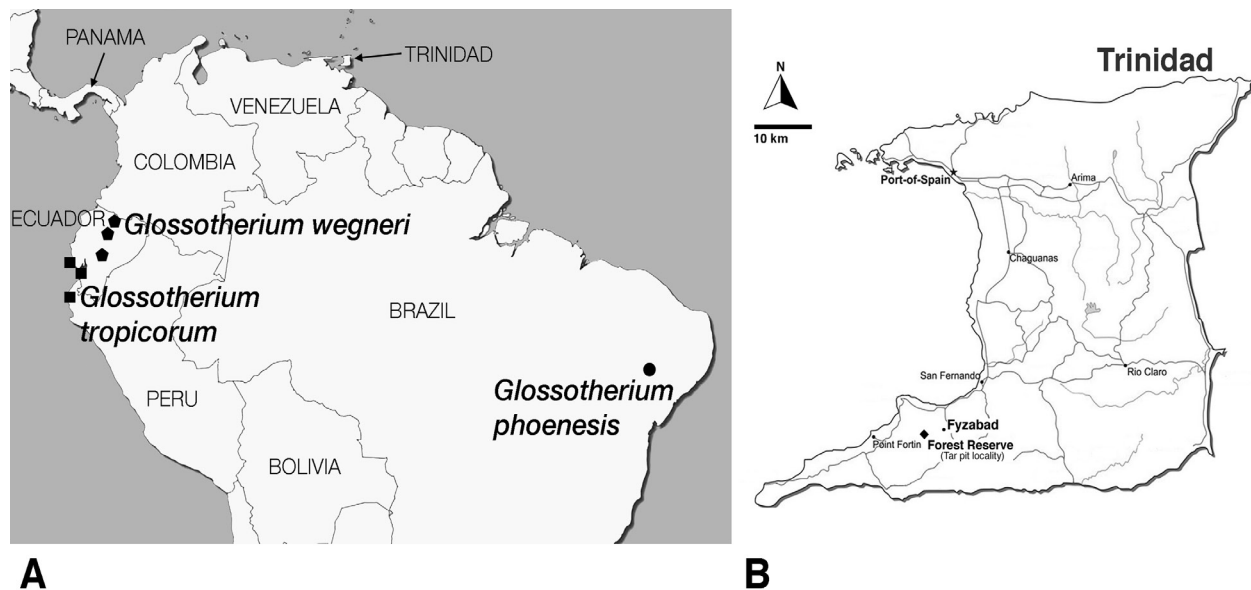 PANAMA
TRINIDAD
VENEZUELA
COLOMBIA
ECUADOR
Glossotherium wegneri
Glossotherium
tropicorum
BRAZIL
PERU
Glossotherium
phoenesis
BOLIVIA
A
Trinidad
N
10 km
Port-of-Spain
Arima
Chaguanas
San Fernando
Rio Claro
Fyzabad
Point Fortin
Forest Reserve
(Tar pit locality)
B